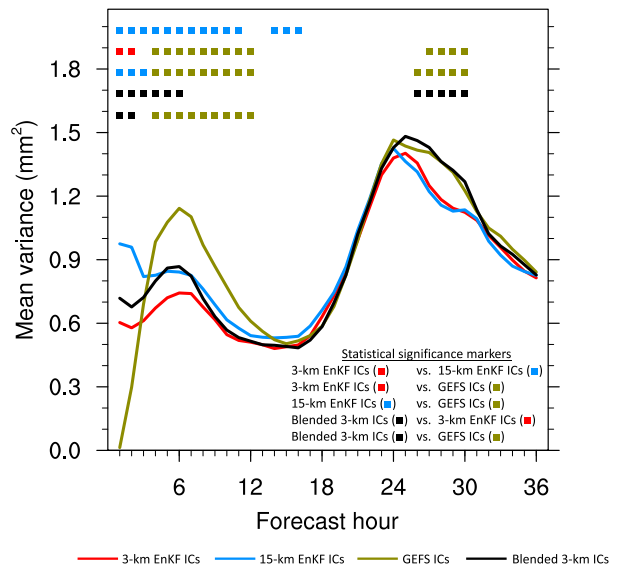 1.8
1.5
1.2
0.9
0.6
0.3
0.0
Mean variance (mm²)
Statistical significance markers
3-km EnKF ICs (■) vs. 15-km EnKF ICs (■)
3-km EnKF ICs (■) vs. GEFS ICs (■)
15-km EnKF ICs (■) vs. GEFS ICs (■)
Blended 3-km ICs (■) vs. 3-km EnKF ICs (■)
Blended 3-km ICs (■) vs. GEFS ICs (■)
6 12 18 24 30 36
Forecast hour
3-km EnKF ICs 15-km EnKF ICs GEFS ICs Blended 3-km ICs